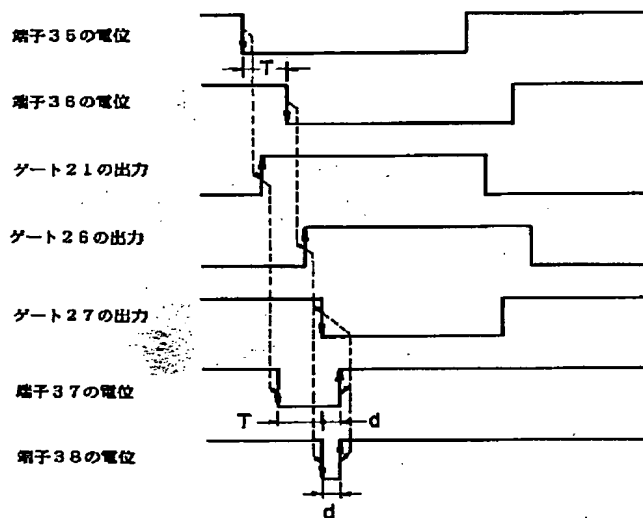 端子35の電位
T
端子36の電位
ゲート21の出力
ゲート26の出力
ゲート27の出力
端子37の電位
T d
端子38の電位
d